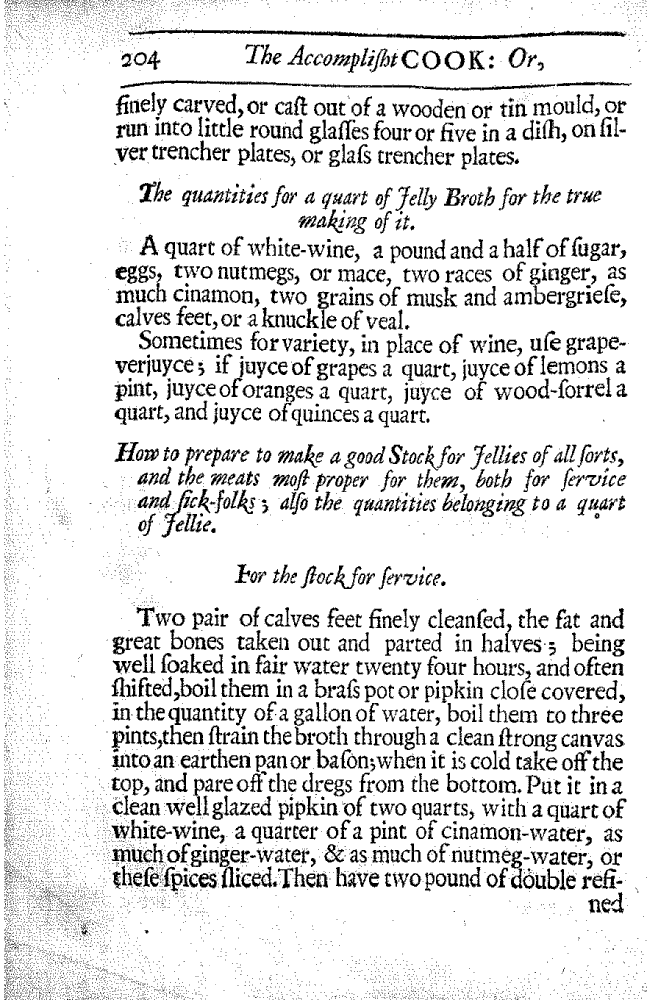 204 The Accompliſht COOK: Or,
finely carved, or caſt out of a wooden or tin mould, or
run into little round glaſſes four or five in a diſh, on ſil-
ver trencher plates, or glaſs trencher plates.
The quantities for a quart of Jelly Broth for the true
making of it.
A quart of white-wine, a pound and a half of ſugar,
eggs, two nutmegs, or mace, two races of ginger, as
much cinamon, two grains of musk and ambergrieſe,
calves feet, or a knuckle of veal.
Sometimes for variety, in place of wine, uſe grape-
verjuyce; if juyce of grapes a quart, juyce of lemons a
pint, juyce of oranges a quart, juyce of wood-ſorrel a
quart, and juyce of quinces a quart.
How to prepare to make a good Stock for Jellies of all ſorts,
and the meats moſt proper for them, both for ſervice
and ſick-folks; alſo the quantities belonging to a quart
of Jellie.
For the ſtock for ſervice.
Two pair of calves feet finely cleanſed, the fat and
great bones taken out and parted in halves; being
well ſoaked in fair water twenty four hours, and often
ſhifted, boil them in a braſs pot or pipkin cloſe covered,
in the quantity of a gallon of water, boil them to three
pints, then ſtrain the broth through a clean ſtrong canvas
into an earthen pan or baſon; when it is cold take off the
top, and pare off the dregs from the bottom. Put it in a
clean well glazed pipkin of two quarts, with a quart of
white-wine, a quarter of a pint of cinamon-water, as
much of ginger-water, & as much of nutmeg-water, or
theſe ſpices ſliced. Then have two pound of double refi-
ned